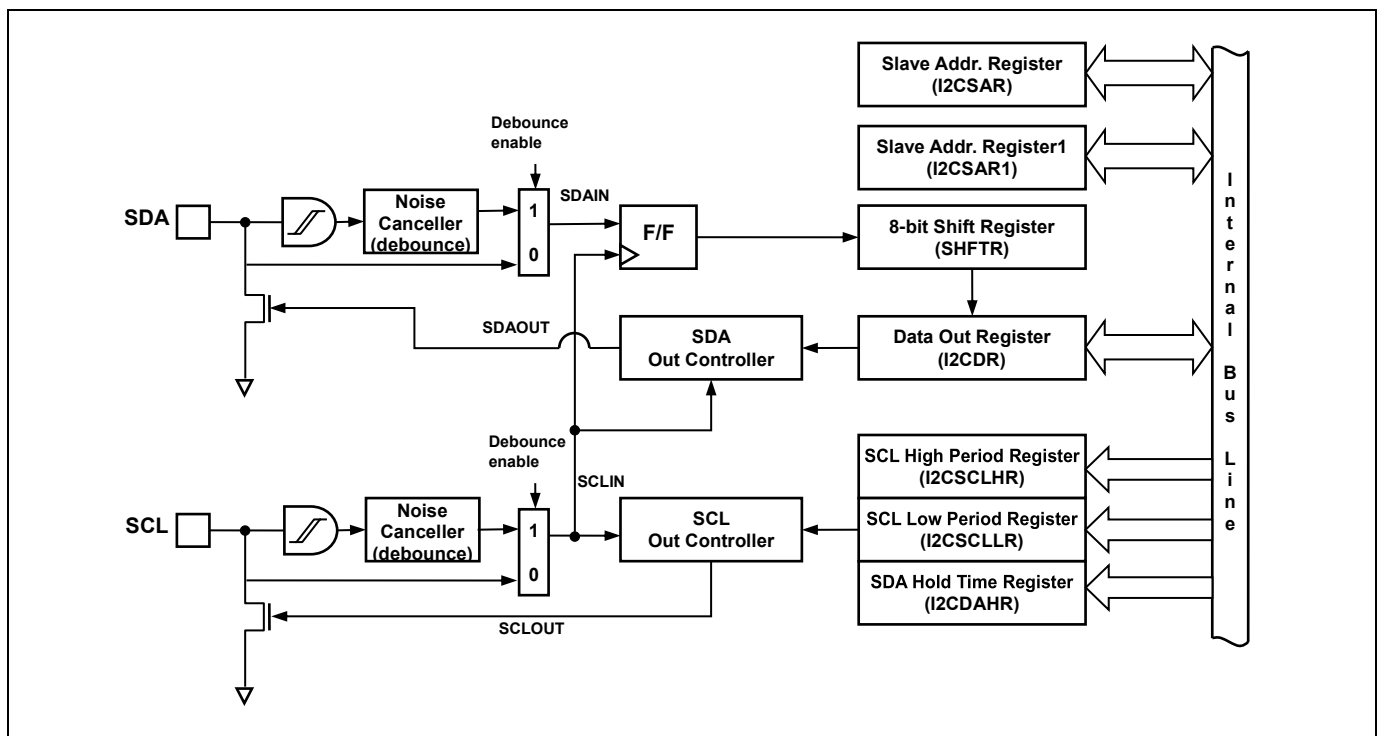 Slave Addr. Register
(I2CSAR)
Slave Addr. Register1
(I2CSAR1)
Debounce
enable
SDA
Noise
Canceller
(debounce)
1
0
SDAIN
F/F
8-bit Shift Register
(SHFTR)
SDAOUT
SDA
Out Controller
Data Out Register
(I2CDR)
Internal Bus Line
Debounce
enable
SCL
Noise
Canceller
(debounce)
1
0
SCLIN
SCL
Out Controller
SCL High Period Register
(I2CSCLHR)
SCL Low Period Register
(I2CSCLLR)
SDA Hold Time Register
(I2CDAHR)
SCLOUT